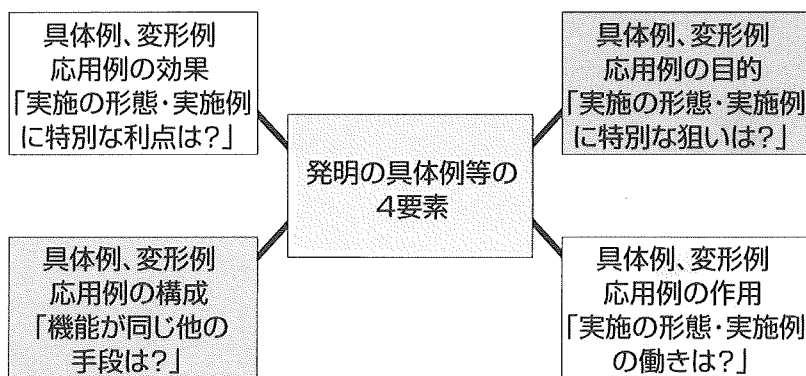 具体例、変形例
応用例の効果
「実施の形態・実施例
に特別な利点は?」
具体例、変形例
応用例の目的
「実施の形態・実施例
に特別な狙いは?」
発明の具体例等の
4要素
具体例、変形例
応用例の構成
「機能が同じ他の
手段は?」
具体例、変形例
応用例の作用
「実施の形態・実施例
の働きは?」